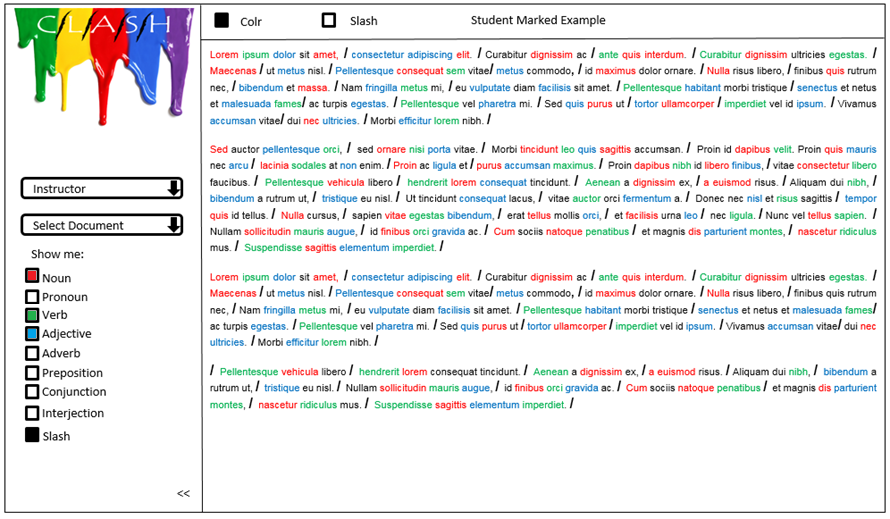 C/L/A/S/H
Colr
Slash
Student Marked Example
Instructor
Select Document
Show me:
Noun
Pronoun
Verb
Adjective
Adverb
Preposition
Conjunction
Interjection
Slash
<<
Lorem ipsum dolor sit amet, / consectetur adipiscing elit. / Curabitur dignissim ac / ante quis interdum. / Curabitur dignissim ultricies egestas. /
Maecenas / ut metus nisl. / Pellentesque consequat sem vitae/ metus commodo, / id maximus dolor ornare. / Nulla risus libero, / finibus quis rutrum
nec, / bibendum et massa. / Nam fringilla metus mi, / eu vulputate diam facilisis sit amet. / Pellentesque habitant morbi tristique / senectus et netus
et malesuada fames/ ac turpis egestas. / Pellentesque vel pharetra mi. / Sed quis purus ut / tortor ullamcorper / imperdiet vel id ipsum. / Vivamus
accumsan vitae/ dui nec ultricies. / Morbi efficitur lorem nibh. /
Sed auctor pellentesque orci, / sed ornare nisi porta vitae. / Morbi tincidunt leo quis sagittis accumsan. / Proin id dapibus velit. Proin quis mauris
nec arcu / lacinia sodales at non enim. / Proin ac ligula et / purus accumsan maximus. / Proin dapibus nibh id libero finibus, / vitae consectetur libero
faucibus. / Pellentesque vehicula libero / hendrerit lorem consequat tincidunt. / Aenean a dignissim ex, / a euismod risus. / Aliquam dui nibh, /
bibendum a rutrum ut, / tristique eu nisl. / Ut tincidunt consequat lacus, / vitae auctor orci fermentum a. / Donec nec nisl et risus sagittis / tempor
quis id tellus. / Nulla cursus, / sapien vitae egestas bibendum, / erat tellus mollis orci, / et facilisis urna leo / nec ligula. / Nunc vel tellus sapien. /
Nullam sollicitudin mauris augue, / id finibus orci gravida ac. / Cum sociis natoque penatibus / et magnis dis parturient montes, / nascetur ridiculus
mus. / Suspendisse sagittis elementum imperdiet. /
Lorem ipsum dolor sit amet, / consectetur adipiscing elit. / Curabitur dignissim ac / ante quis interdum. / Curabitur dignissim ultricies egestas. /
Maecenas / ut metus nisl. / Pellentesque consequat sem vitae/ metus commodo, / id maximus dolor ornare. / Nulla risus libero, / finibus quis rutrum
nec, / Nam fringilla metus mi, / eu vulputate diam facilisis sit amet. / Pellentesque habitant morbi tristique / senectus et netus et malesuada fames/
ac turpis egestas. / Pellentesque vel pharetra mi. / Sed quis purus ut / tortor ullamcorper / imperdiet vel id ipsum. / Vivamus accumsan vitae/ dui nec
ultricies. / Morbi efficitur lorem nibh. /
/ Pellentesque vehicula libero / hendrerit lorem consequat tincidunt. / Aenean a dignissim ex, / a euismod risus. / Aliquam dui nibh, / bibendum a
rutrum ut, / tristique eu nisl. / Nullam sollicitudin mauris augue, / id finibus orci gravida ac. / Cum sociis natoque penatibus / et magnis dis parturient
montes, / nascetur ridiculus mus. / Suspendisse sagittis elementum imperdiet. /